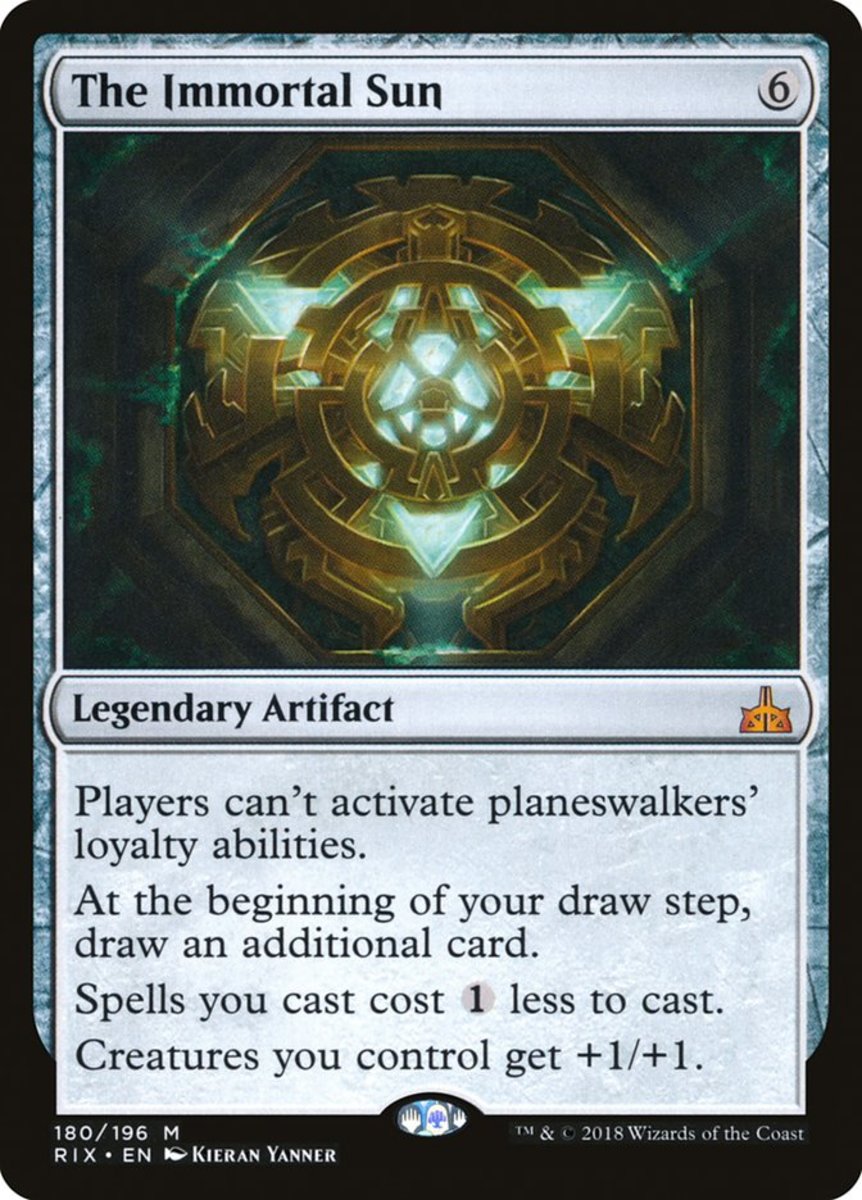 The Immortal Sun 6
Legendary Artifact
Players can't activate planeswalkers'
loyalty abilities.
At the beginning of your draw step,
draw an additional card.
Spells you cast cost 1 less to cast.
Creatures you control get +1/+1.
180/196 M
™ & © 2018 Wizards of the Coast
RIX • EN KIERAN YANNER